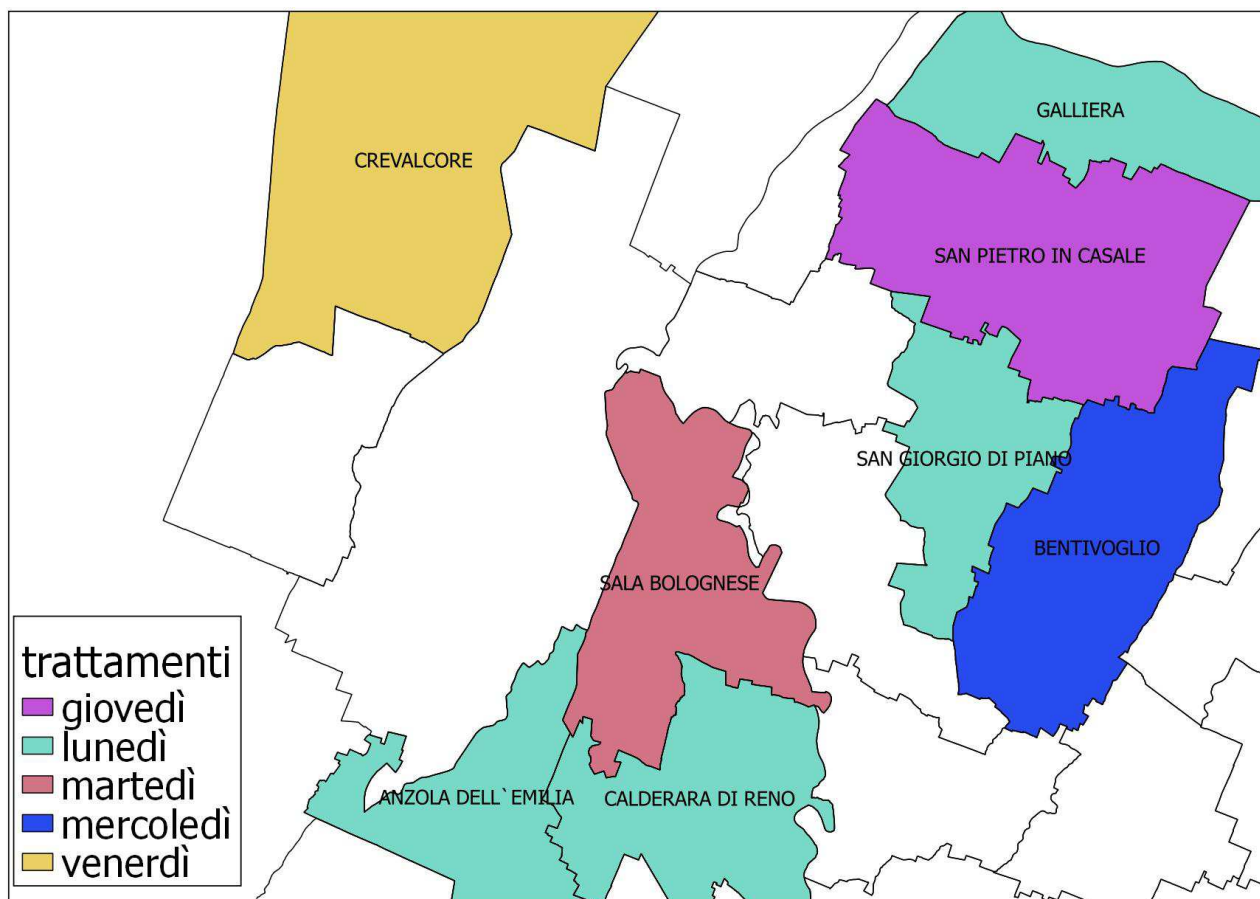 GALLIERA
CREVALCORE
SAN PIETRO IN CASALE
SAN GIORGIO DI PIANO
BENTIVOGLIO
SALA BOLOGNESE
ANZOLA DELL`EMILIA
CALDERARA DI RENO
trattamenti
giovedì
lunedì
martedì
mercoledì
venerdì